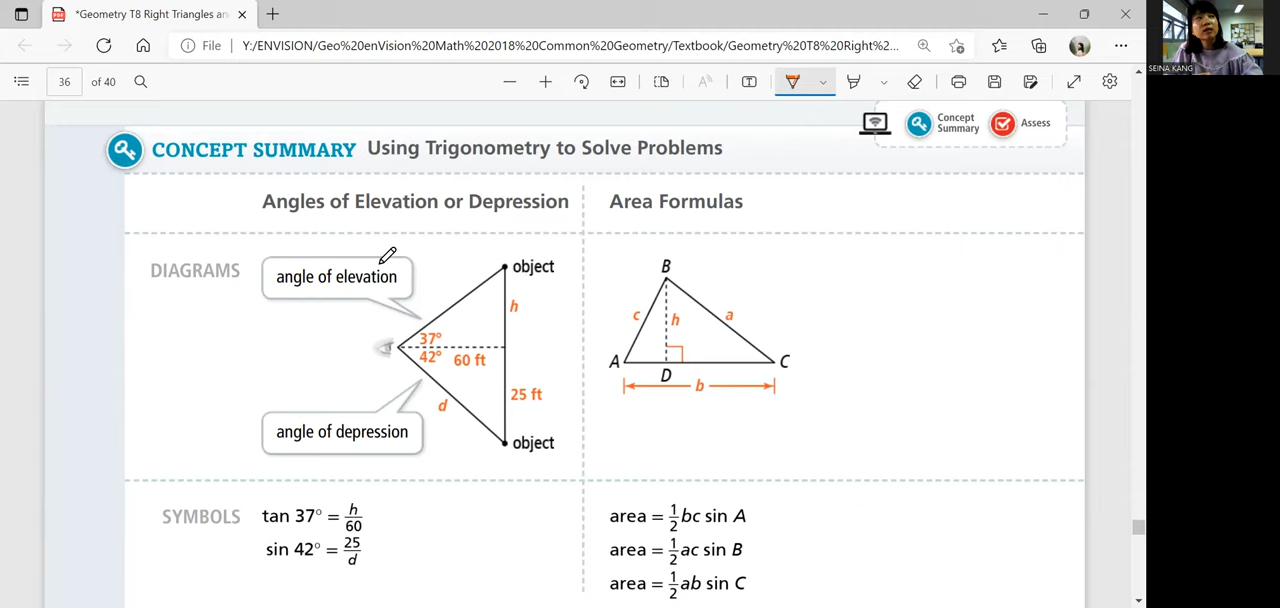 *Geometry T8 Right Triangles an
File Y:/ENVISION/Geo%20enVision%20Math%202018%20Common%20Geometry/Textbook/Geometry%20T8%20Right%2...
36 of 40
SEINA KANG
Concept Summary
Assess
CONCEPT SUMMARY Using Trigonometry to Solve Problems
Angles of Elevation or Depression
Area Formulas
DIAGRAMS
angle of elevation
object
h
37°
42° 60 ft
25 ft
d
angle of depression
object
B
c
h
a
A
C
D
b
SYMBOLS
tan 37° = h/60
sin 42° = 25/d
area = 1/2 bc sin A
area = 1/2 ac sin B
area = 1/2 ab sin C